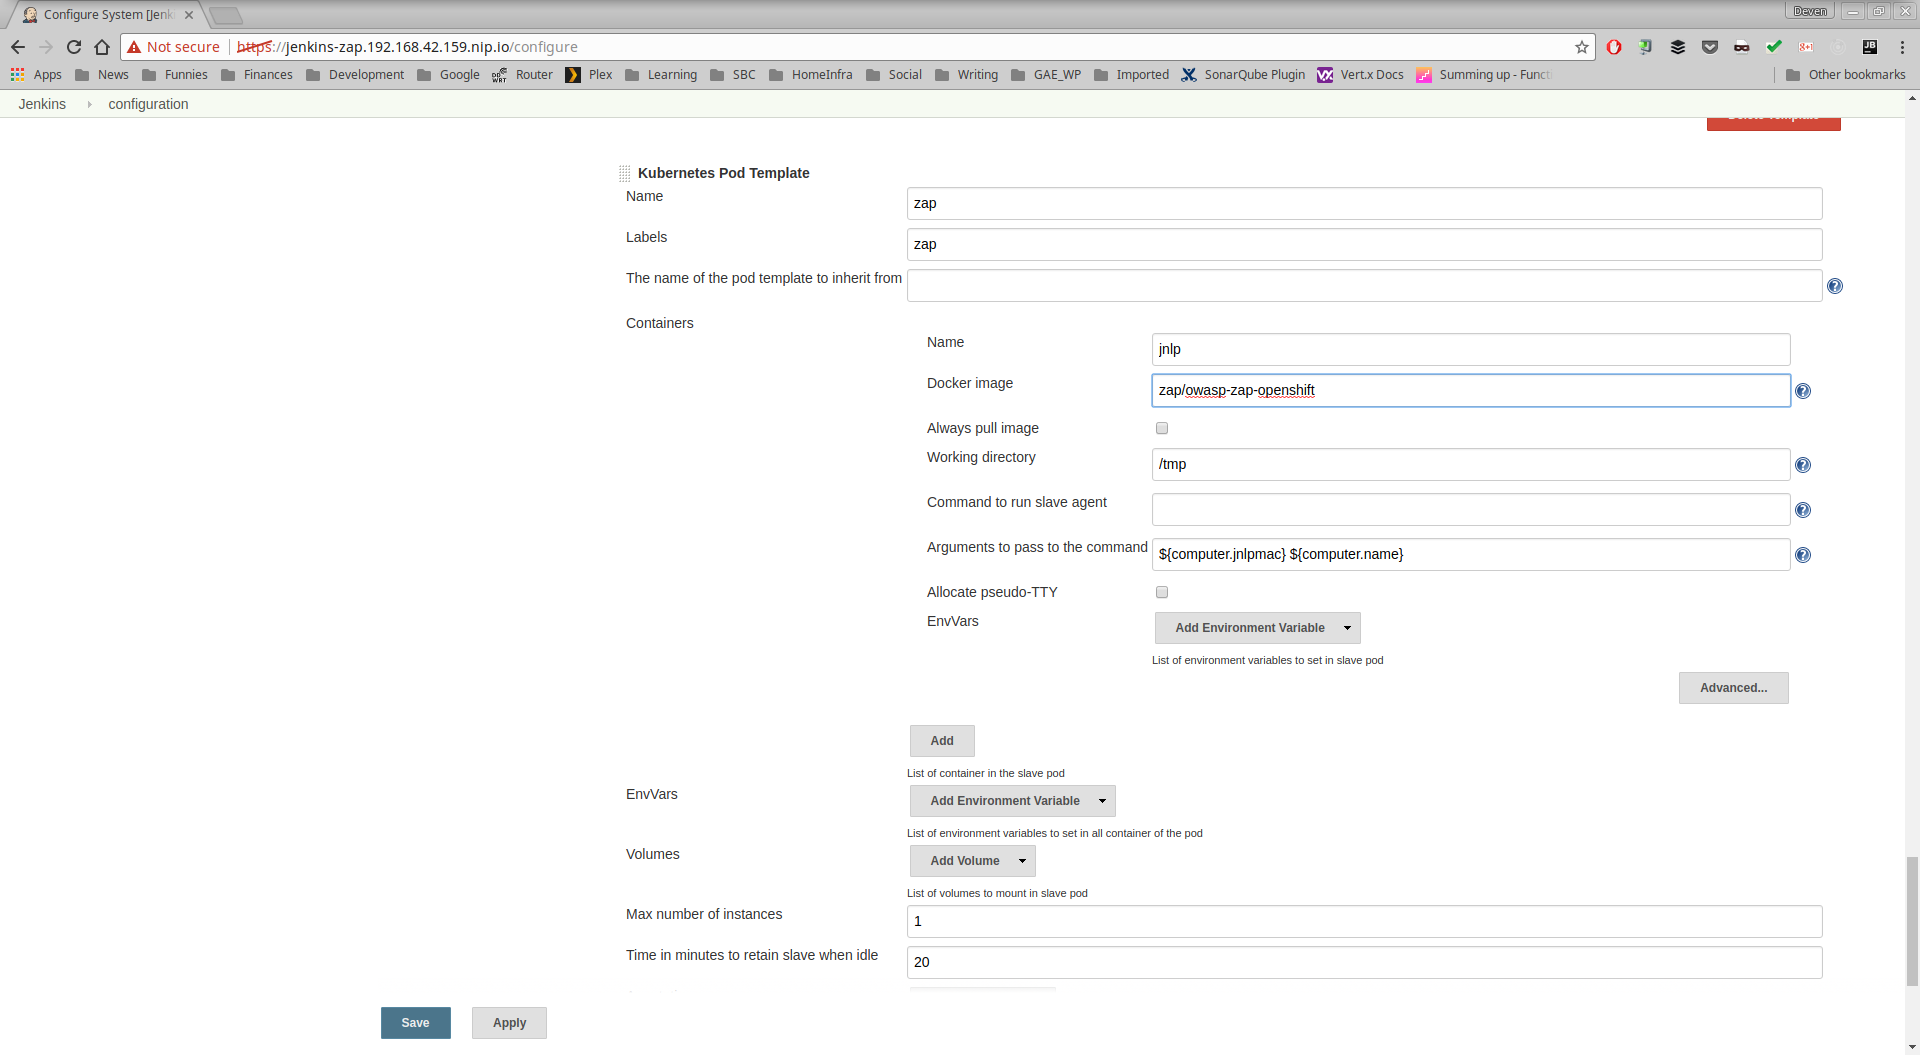 Configure System [Jenk
Deven
Not secure https://jenkins-zap.192.168.42.159.nip.io/configure
Apps News Funnies Finances Development Google Router Plex Learning SBC HomeInfra Social Writing GAE_WP Imported SonarQube Plugin Vert.x Docs Summing up - Functi Other bookmarks
Jenkins configuration
Kubernetes Pod Template
Name zap
Labels zap
The name of the pod template to inherit from
Containers
Name jnlp
Docker image zap/owasp-zap-openshift
Always pull image
Working directory /tmp
Command to run slave agent
Arguments to pass to the command ${computer.jnlpmac} ${computer.name}
Allocate pseudo-TTY
EnvVars Add Environment Variable
List of environment variables to set in slave pod
Advanced...
Add
List of container in the slave pod
EnvVars Add Environment Variable
List of environment variables to set in all container of the pod
Volumes Add Volume
List of volumes to mount in slave pod
Max number of instances 1
Time in minutes to retain slave when idle 20
Save Apply